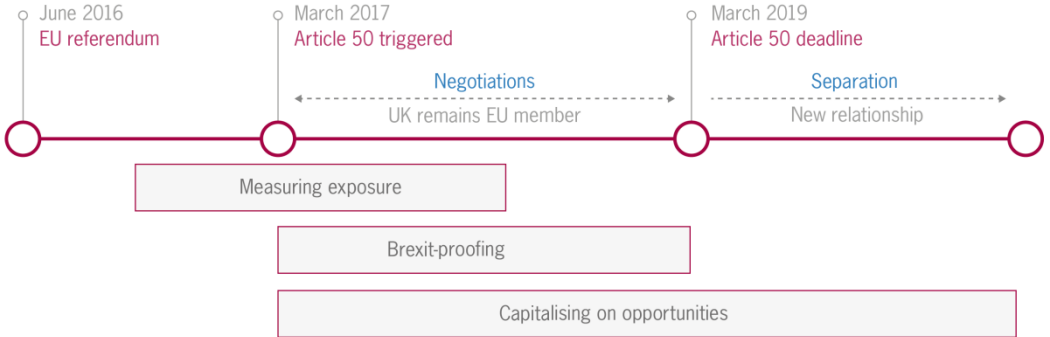 June 2016
EU referendum
March 2017
Article 50 triggered
March 2019
Article 50 deadline
Negotiations
UK remains EU member
Separation
New relationship
Measuring exposure
Brexit-proofing
Capitalising on opportunities